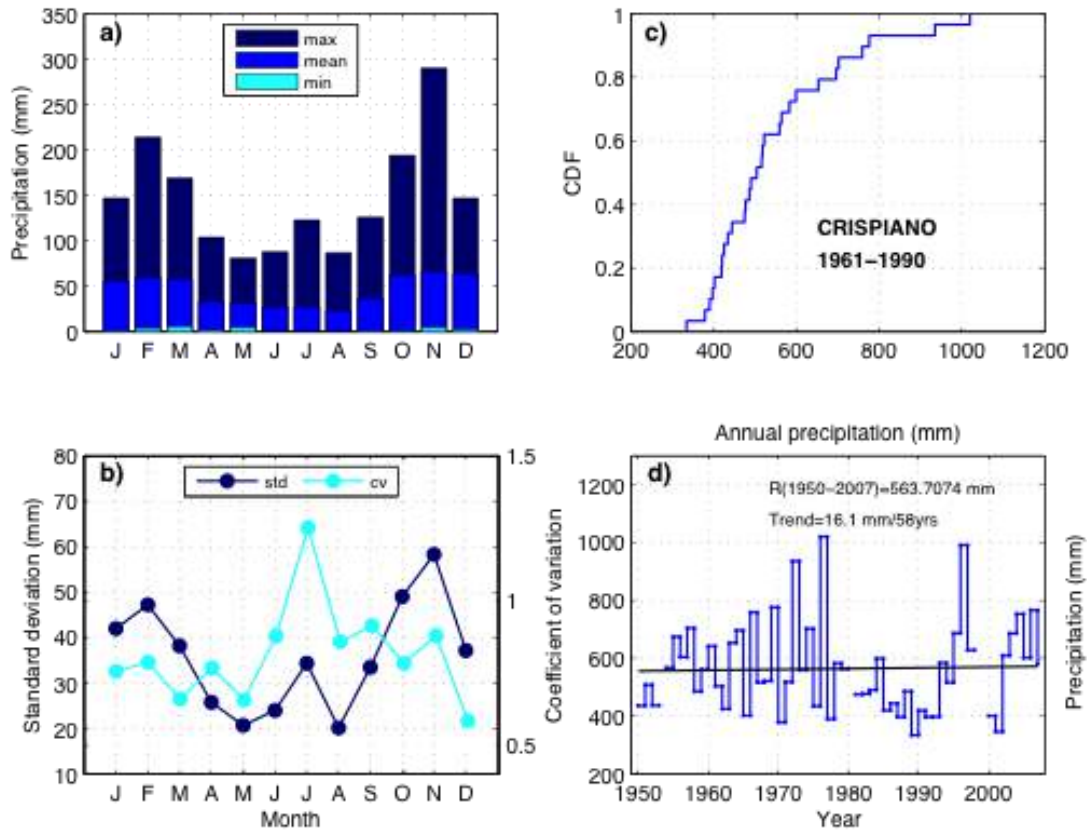 a)
max
mean
min
Precipitation (mm)
350
300
250
200
150
100
50
0
J F M A M J J A S O N D
c)
CDF
1
0.8
0.6
0.4
0.2
0
CRISPIANO
1961–1990
200 400 600 800 1000 1200
Annual precipitation (mm)
b)
std cv
Standard deviation (mm)
80
70
60
50
40
30
20
10
1.5
1
0.5
Coefficient of variation
J F M A M J J A S O N D
Month
d)
R(1950–2007)=563.7074 mm
Trend=16.1 mm/58yrs
1200
1000
800
600
400
200
Precipitation (mm)
1950 1960 1970 1980 1990 2000
Year